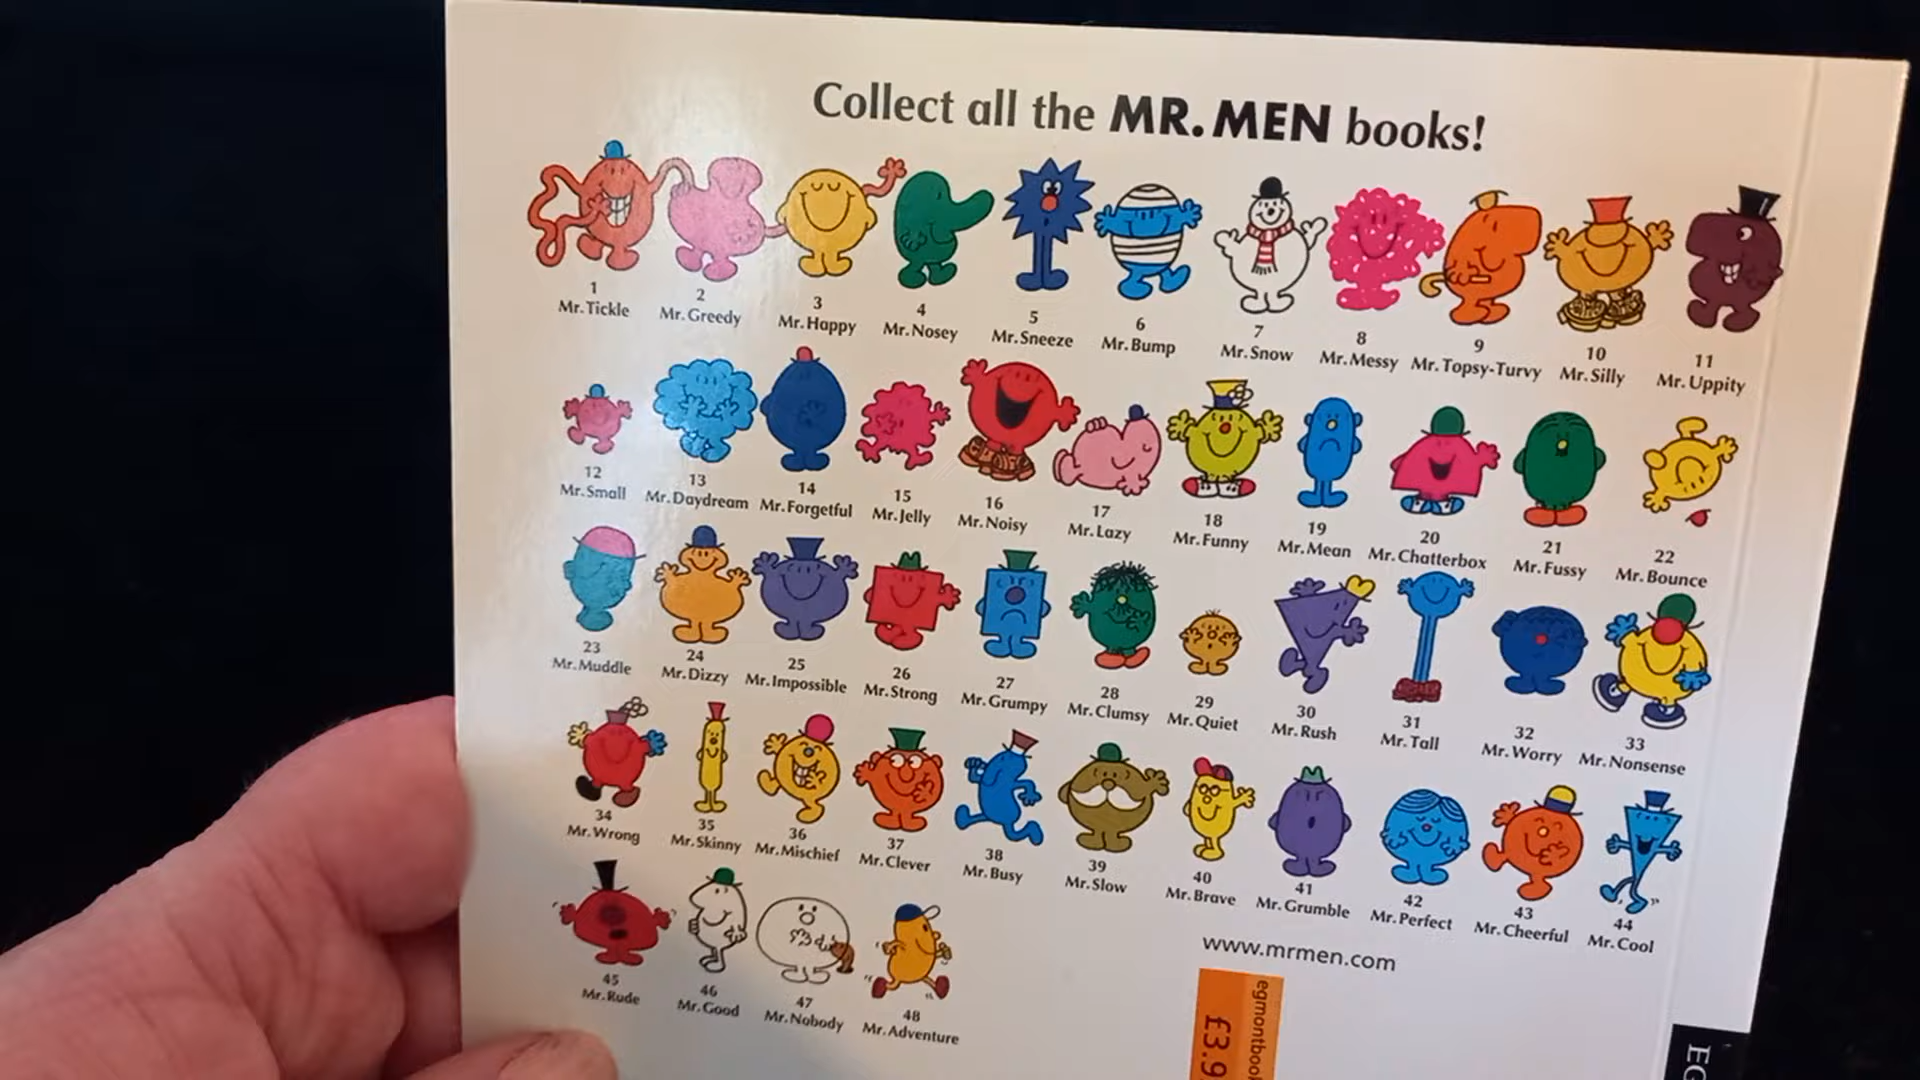 Collect all the MR. MEN books!
1
Mr. Tickle
2
Mr. Greedy
3
Mr. Happy
4
Mr. Nosey
5
Mr. Sneeze
6
Mr. Bump
7
Mr. Snow
8
Mr. Messy
9
Mr. Topsy-Turvy
10
Mr. Silly
11
Mr. Uppity
12
Mr. Small
13
Mr. Daydream
14
Mr. Forgetful
15
Mr. Jelly
16
Mr. Noisy
17
Mr. Lazy
18
Mr. Funny
19
Mr. Mean
20
Mr. Chatterbox
21
Mr. Fussy
22
Mr. Bounce
23
Mr. Muddle
24
Mr. Dizzy
25
Mr. Impossible
26
Mr. Strong
27
Mr. Grumpy
28
Mr. Clumsy
29
Mr. Quiet
30
Mr. Rush
31
Mr. Tall
32
Mr. Worry
33
Mr. Nonsense
34
Mr. Wrong
35
Mr. Skinny
36
Mr. Mischief
37
Mr. Clever
38
Mr. Busy
39
Mr. Slow
40
Mr. Brave
41
Mr. Grumble
42
Mr. Perfect
43
Mr. Cheerful
44
Mr. Cool
45
Mr. Rude
46
Mr. Good
47
Mr. Nobody
48
Mr. Adventure
www.mrmen.com
£3.9